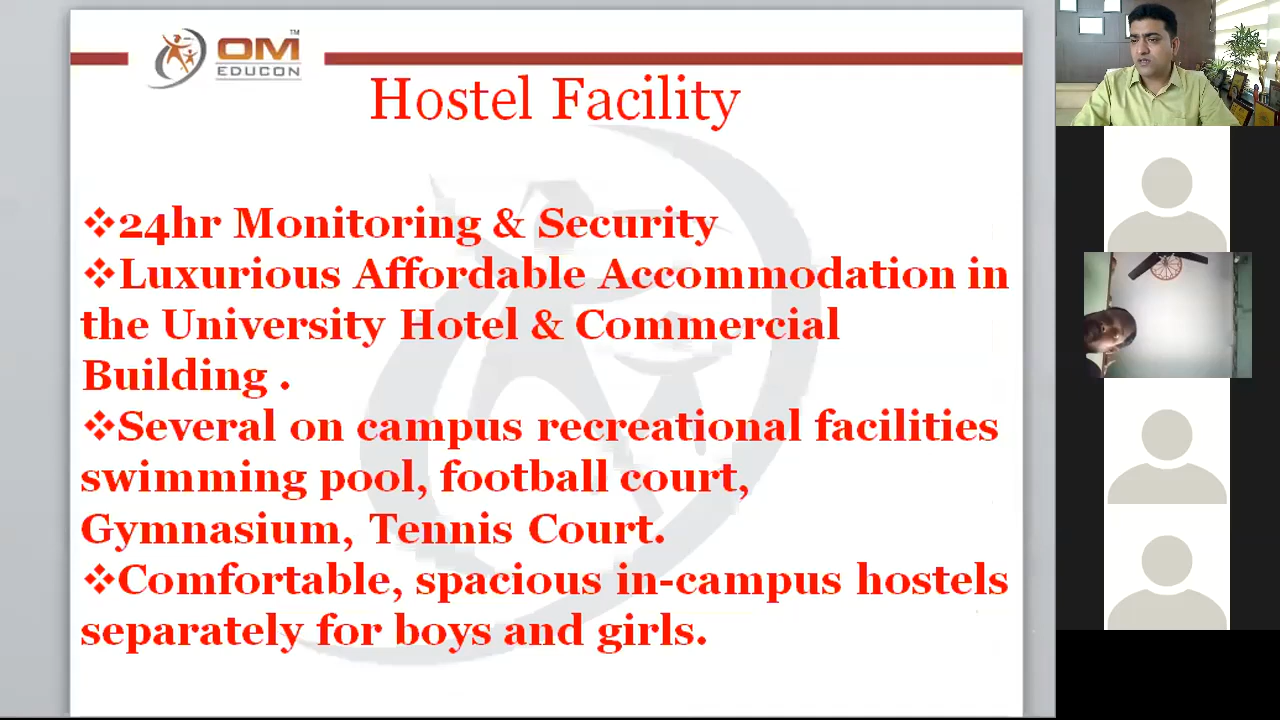 OM TM
EDUCON
Hostel Facility
❖24hr Monitoring & Security
❖Luxurious Affordable Accommodation in
the University Hotel & Commercial
Building .
❖Several on campus recreational facilities
swimming pool, football court,
Gymnasium, Tennis Court.
❖Comfortable, spacious in-campus hostels
separately for boys and girls.